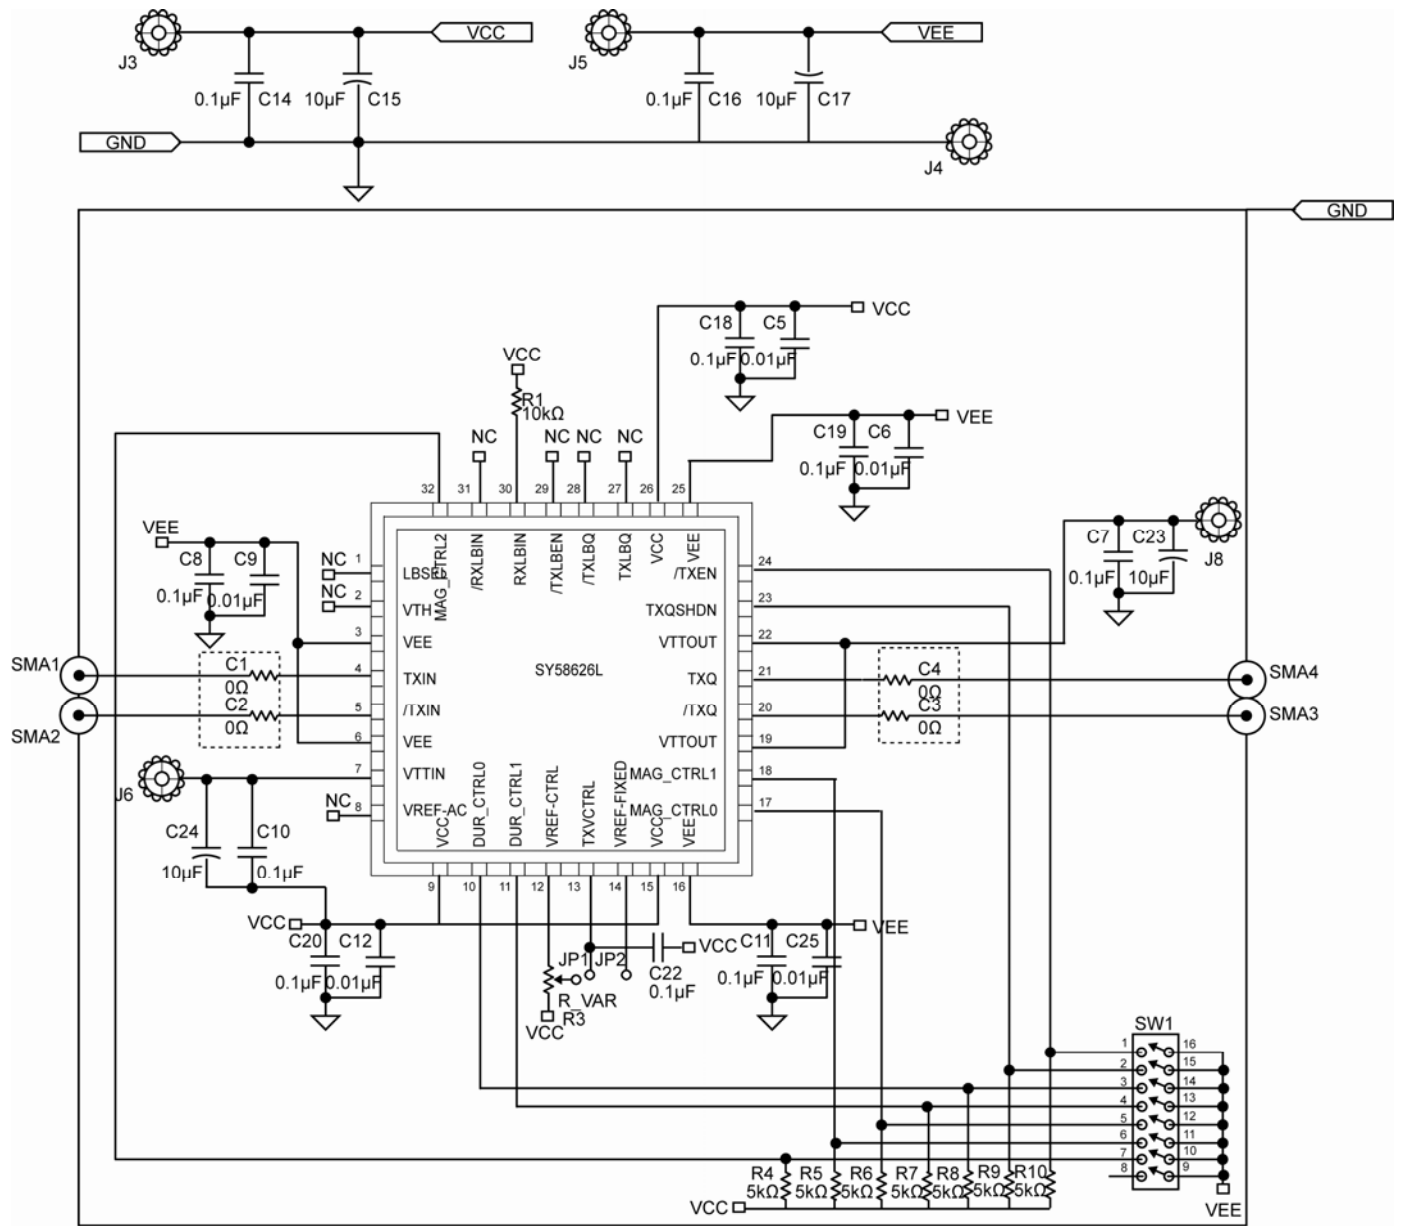 VCC
VEE
J3
J5
0.1µF C14 10µF C15
0.1µF C16 10µF C17
GND
J4
GND
VCC
C18 C5
0.1µF 0.01µF
VCC
R1
10kΩ
VEE
C19 C6
0.1µF 0.01µF
NC NC NC NC
32 31 30 29 28 27 26 25
VEE
C8 C9
0.1µF 0.01µF
C7 C23
0.1µF 10µF
J8
MAG_CTRL2 /RXLBIN RXLBIN /TXLBEN /TXLBQ TXLBQ VCC VEE
NC 1 LBSEL
/TXEN 24
NC 2 VTH
TXQSHDN 23
3 VEE
VTTOUT 22
SY58626L
SMA1 C1 4 TXIN
0Ω
TXQ 21 C4 SMA4
0Ω
SMA2 C2 5 /TXIN
0Ω
/TXQ 20 C3 SMA3
0Ω
6 VEE
VTTOUT 19
J6 7 VTTIN
MAG_CTRL1 18
NC 8 VREF-AC
MAG_CTRL0 17
VCC DUR_CTRL0 DUR_CTRL1 VREF-CTRL TXVCTRL VREF-FIXED VCC VEE
C24 C10
10µF 0.1µF
9 10 11 12 13 14 15 16
VCC
C20 C12
0.1µF 0.01µF
JP1 JP2
R_VAR
R3
VCC
VCC
C22
0.1µF
VEE
C11 C25
0.1µF 0.01µF
SW1
1 16
2 15
3 14
4 13
5 12
6 11
7 10
8 9
R4 R5 R6 R7 R8 R9 R10
5kΩ 5kΩ 5kΩ 5kΩ 5kΩ 5kΩ 5kΩ
VCC
VEE